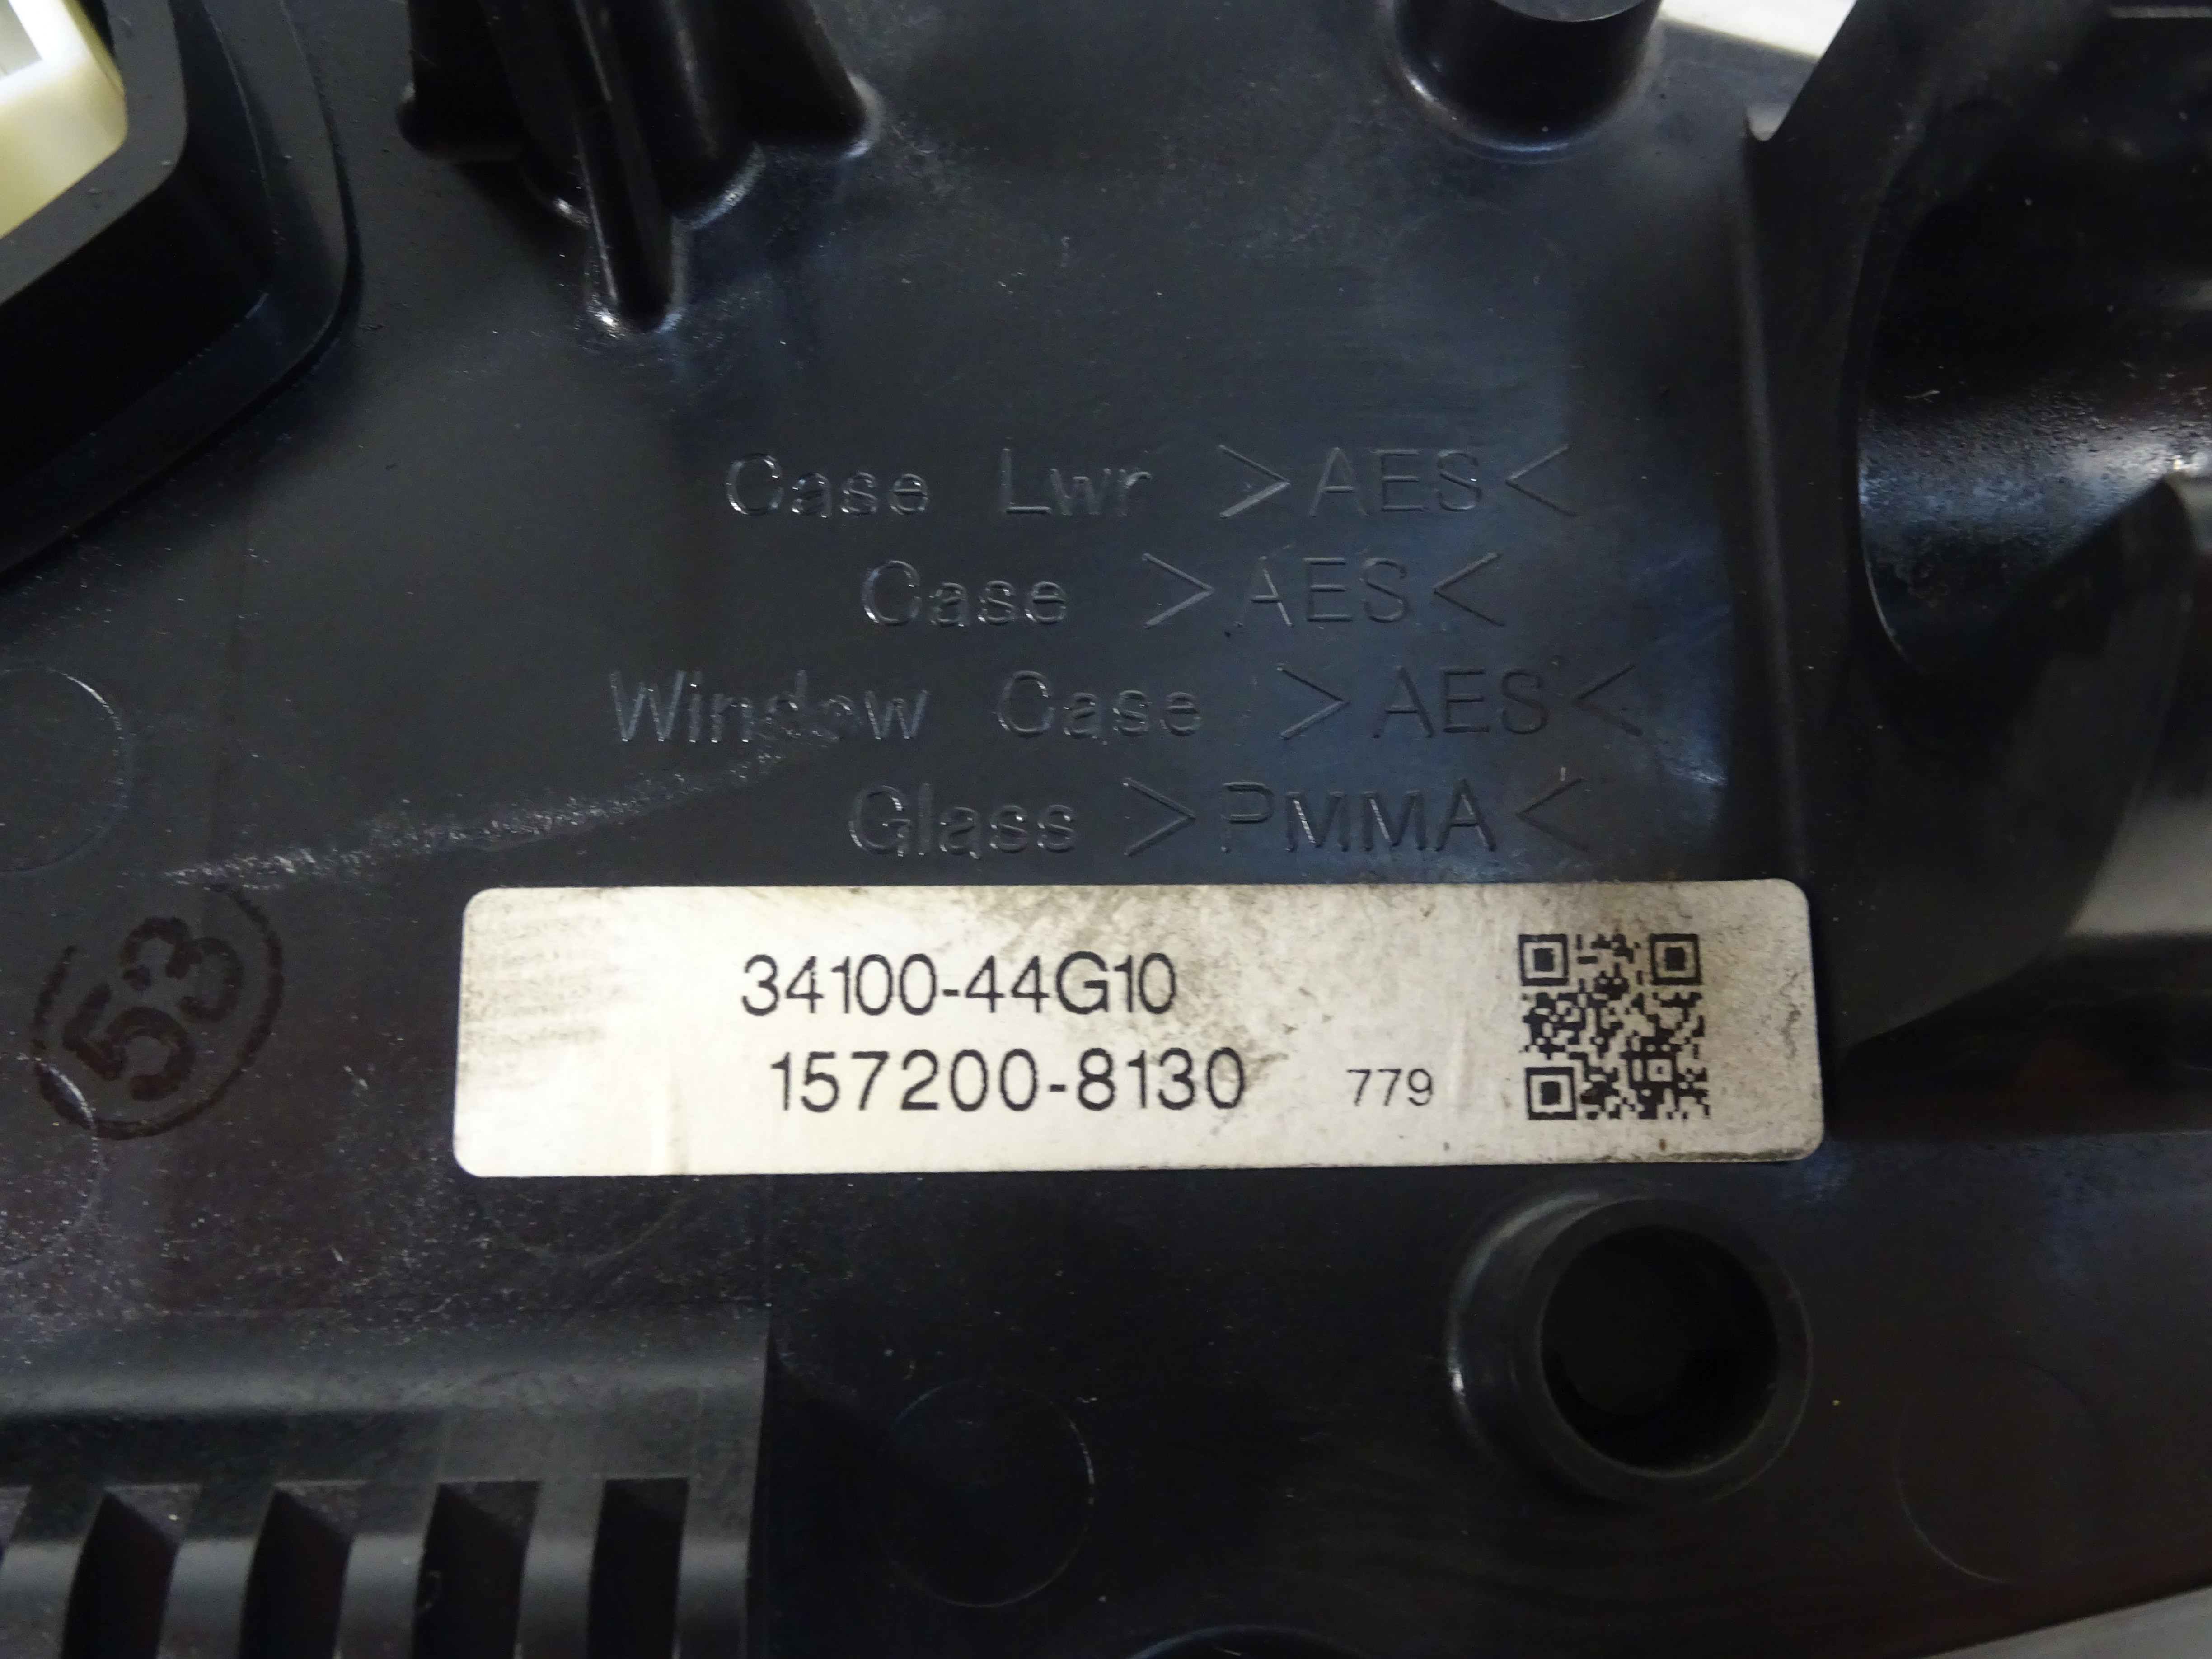 Case Lwr >AES<
Case >AES<
Window Case >AES<
Glass >PMMA<
53
34100-44G10
157200-8130 779